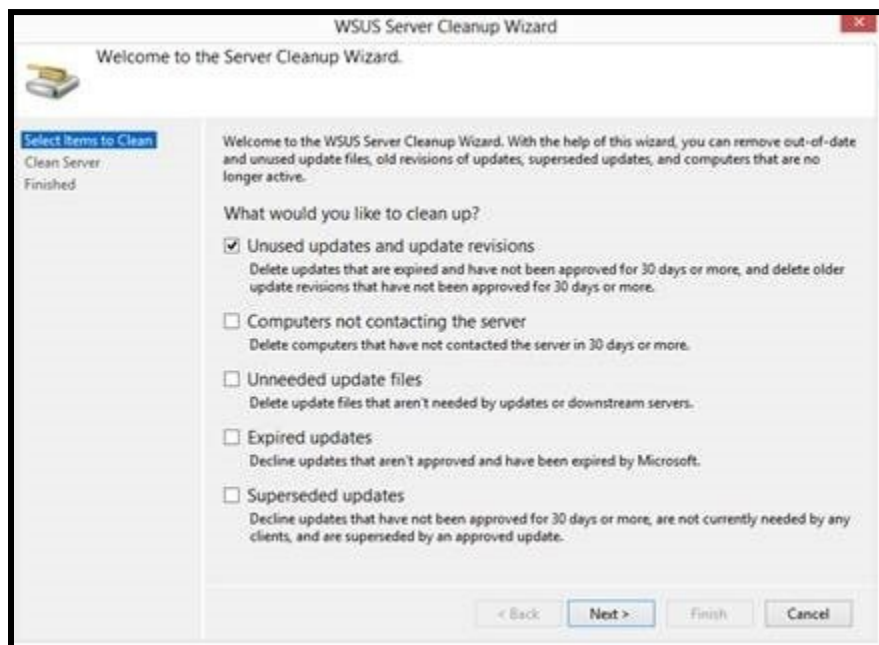 WSUS Server Cleanup Wizard
Welcome to the Server Cleanup Wizard.
Select Items to Clean
Clean Server
Finished
Welcome to the WSUS Server Cleanup Wizard. With the help of this wizard, you can remove out-of-date
and unused update files, old revisions of updates, superseded updates, and computers that are no
longer active.
What would you like to clean up?
Unused updates and update revisions
Delete updates that are expired and have not been approved for 30 days or more, and delete older
update revisions that have not been approved for 30 days or more.
Computers not contacting the server
Delete computers that have not contacted the server in 30 days or more.
Unneeded update files
Delete update files that aren't needed by updates or downstream servers.
Expired updates
Decline updates that aren't approved and have been expired by Microsoft.
Superseded updates
Decline updates that have not been approved for 30 days or more, are not currently needed by any
clients, and are superseded by an approved update.
< Back Next > Finish Cancel